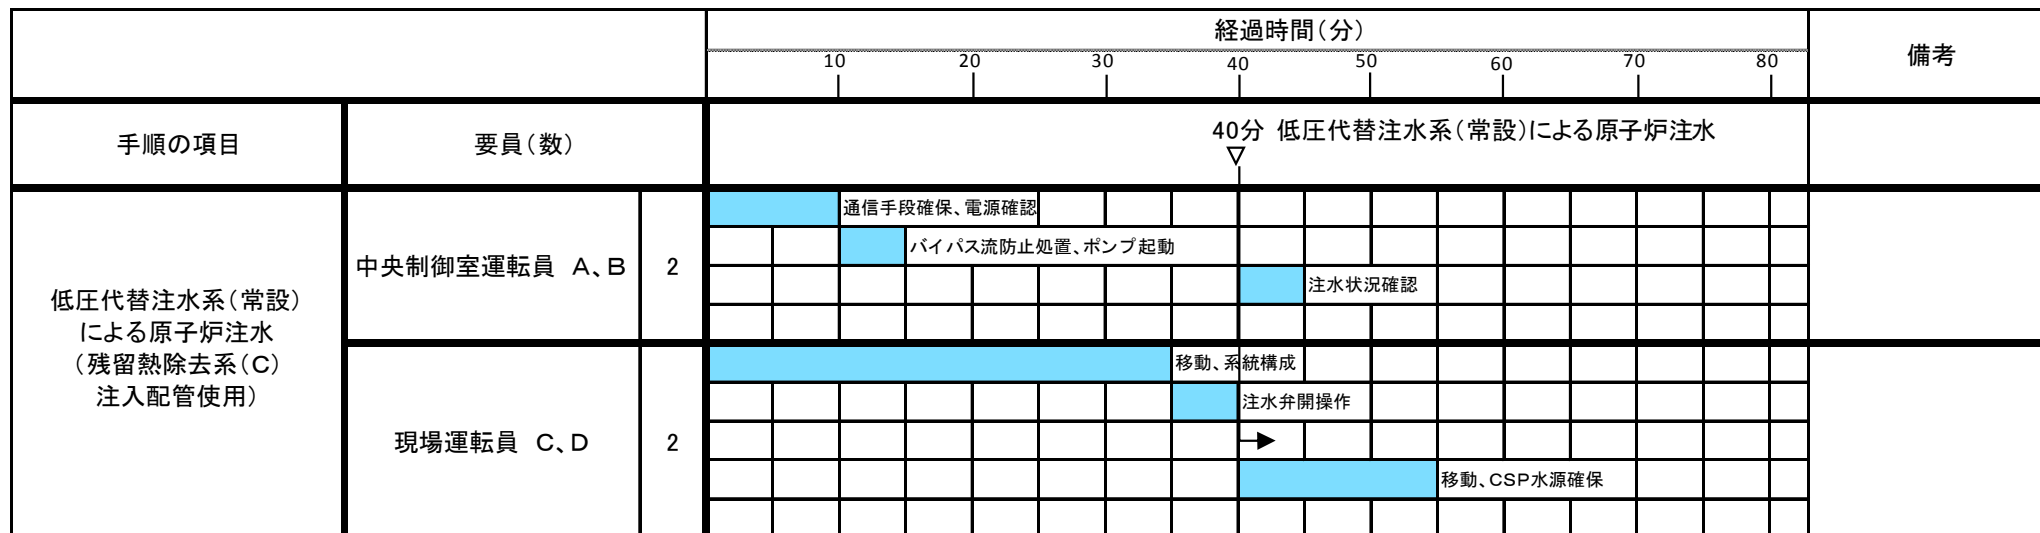 経過時間(分)
備考
10 20 30 40 50 60 70 80
手順の項目
要員(数)
40分 低圧代替注水系(常設)による原子炉注水
低圧代替注水系(常設)
による原子炉注水
(残留熱除去系(C)
注入配管使用)
中央制御室運転員 A、B
2
通信手段確保、電源確認
バイパス流防止処置、ポンプ起動
注水状況確認
現場運転員 C、D
2
移動、系統構成
注水弁開操作
移動、CSP水源確保